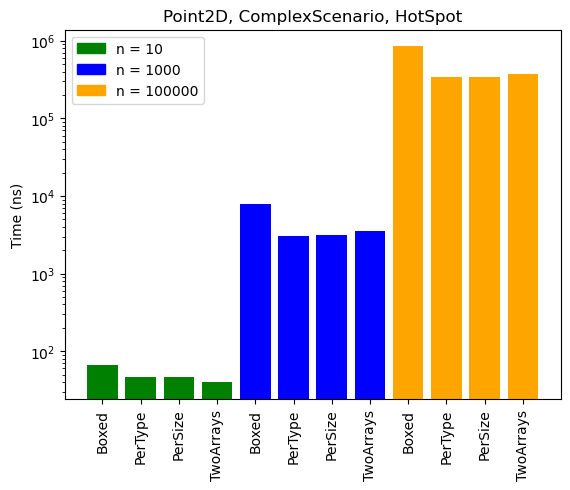 Point2D, ComplexScenario, HotSpot
n = 10
n = 1000
n = 100000
Time (ns)
10^6
10^5
10^4
10^3
10^2
Boxed
PerType
PerSize
TwoArrays
Boxed
PerType
PerSize
TwoArrays
Boxed
PerType
PerSize
TwoArrays